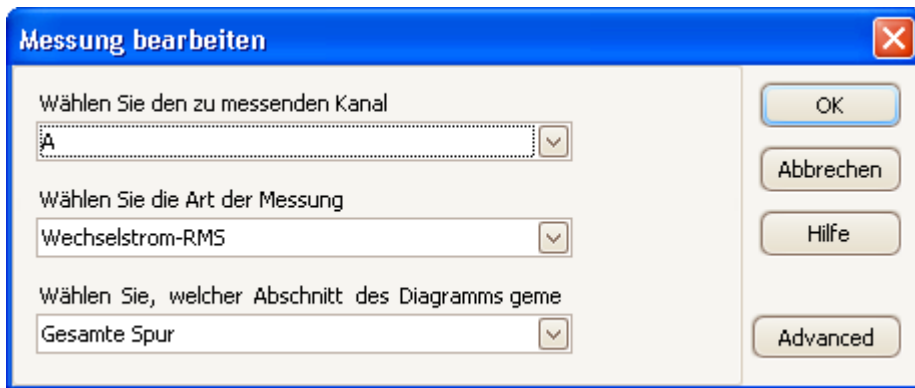 Messung bearbeiten
Wählen Sie den zu messenden Kanal
A
OK
Abbrechen
Wählen Sie die Art der Messung
Wechselstrom-RMS
Hilfe
Wählen Sie, welcher Abschnitt des Diagramms geme
Gesamte Spur
Advanced